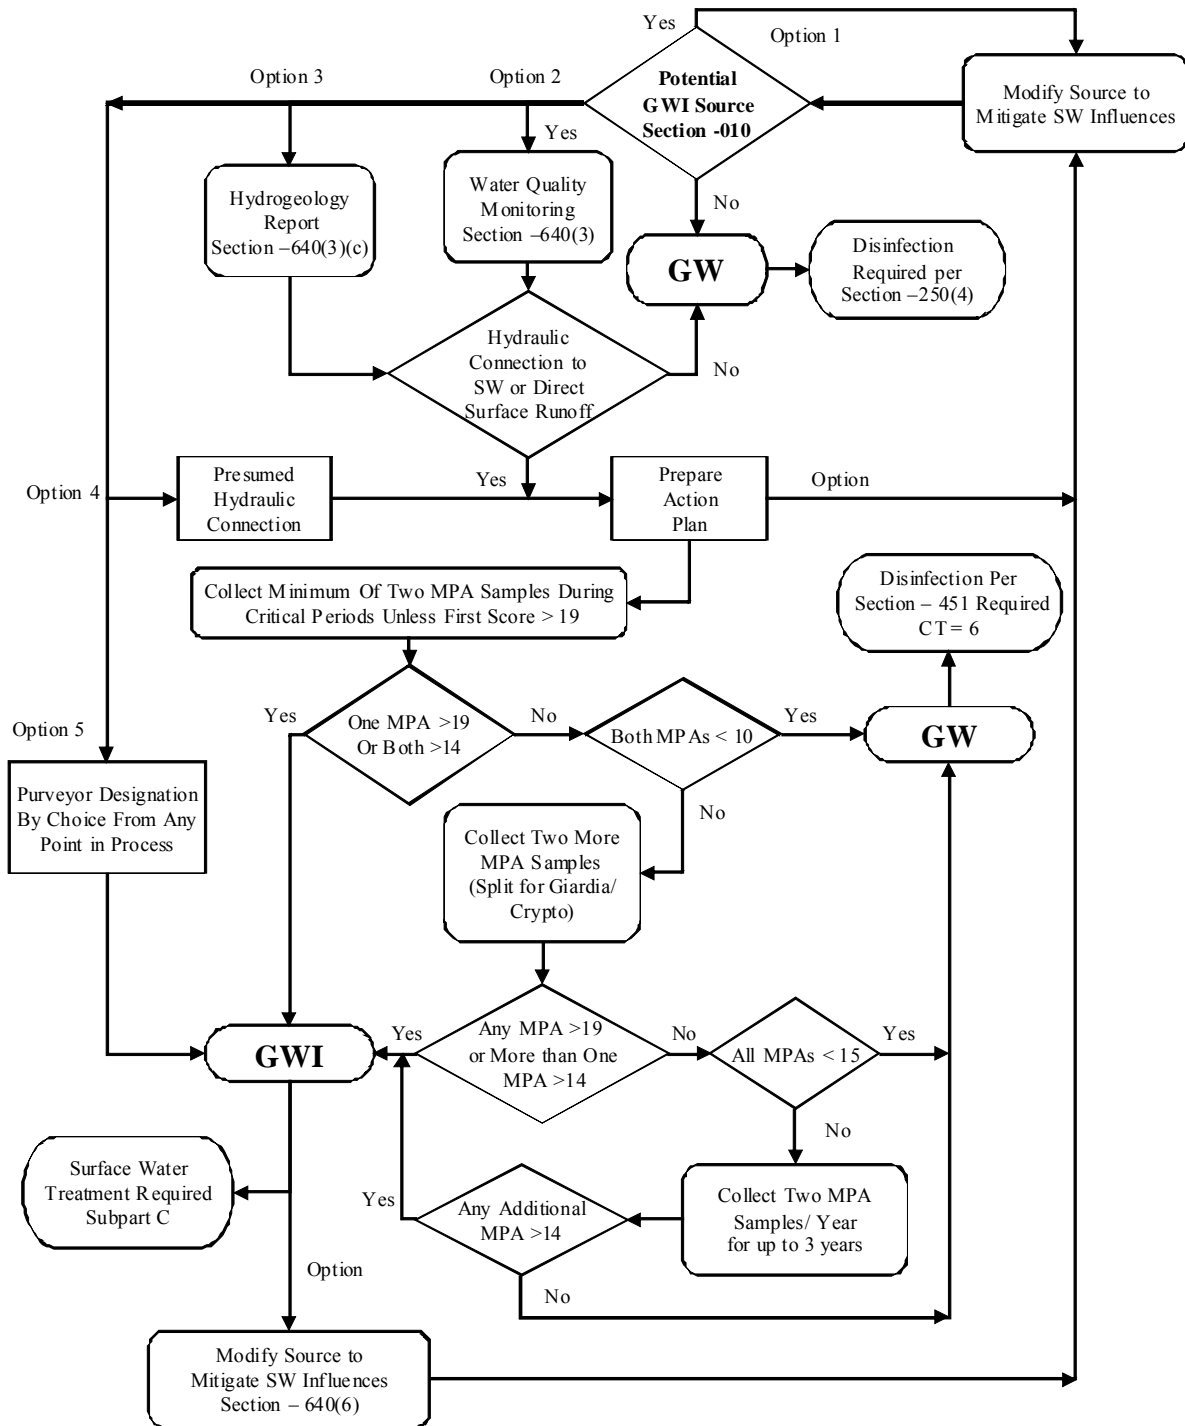 Yes
Option 1
Option 3
Option 2
Potential
GWI Source
Section -010
Modify Source to
Mitigate SW Influences
Yes
Hydrogeology
Report
Section –640(3)(c)
Water Quality
Monitoring
Section –640(3)
No
GW
Disinfection
Required per
Section –250(4)
Hydraulic
Connection to
SW or Direct
Surface Runoff
No
Option 4
Presumed
Hydraulic
Connection
Yes
Prepare
Action
Plan
Option
Collect Minimum Of Two MPA Samples During
Critical Periods Unless First Score > 19
Disinfection Per
Section – 451 Required
CT = 6
Yes
One MPA >19
Or Both >14
No
Both MPAs < 10
Yes
GW
Option 5
Purveyor Designation
By Choice From Any
Point in Process
No
Collect Two More
MPA Samples
(Split for Giardia/
Crypto)
GWI
Yes
Any MPA >19
or More than One
MPA >14
No
All MPAs < 15
Yes
No
Surface Water
Treatment Required
Subpart C
Yes
Any Additional
MPA >14
Collect Two MPA
Samples/ Year
for up to 3 years
Option
No
Modify Source to
Mitigate SW Influences
Section – 640(6)